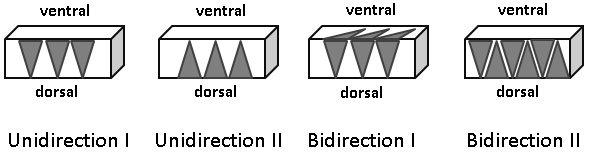 ventral ventral ventral ventral
dorsal dorsal dorsal dorsal
Unidirection I Unidirection II Bidirection I Bidirection II